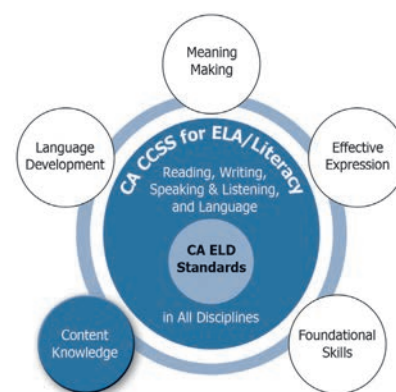 Meaning
Making
Language
Development
Effective
Expression
CA CCSS for ELA/Literacy
Reading, Writing,
Speaking & Listening,
and Language
CA ELD
Standards
in All Disciplines
Content
Knowledge
Foundational
Skills